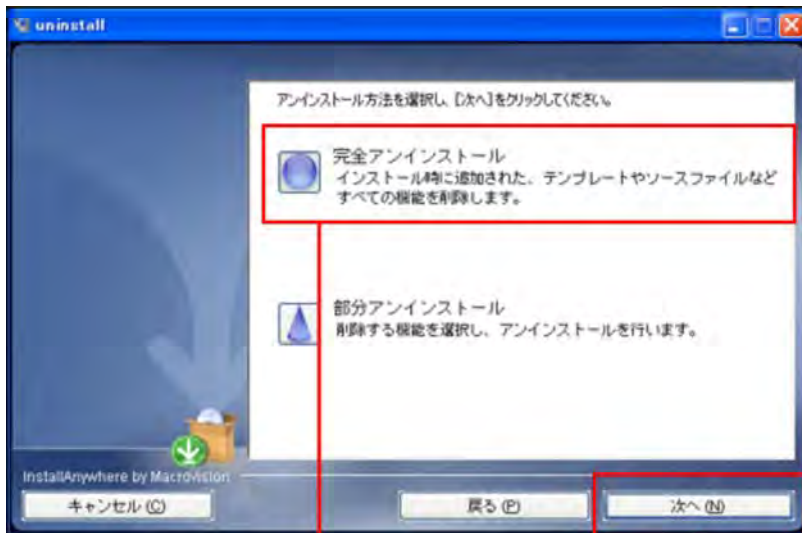 uninstall
アンインストール方法を選択し、[次へ]をクリックしてください。
完全アンインストール
インストール時に追加された、テンプレートやソースファイルなど
すべての機能を削除します。
部分アンインストール
削除する機能を選択し、アンインストールを行います。
InstallAnywhere by Macrovision
キャンセル(C)
戻る(P)
次へ(N)